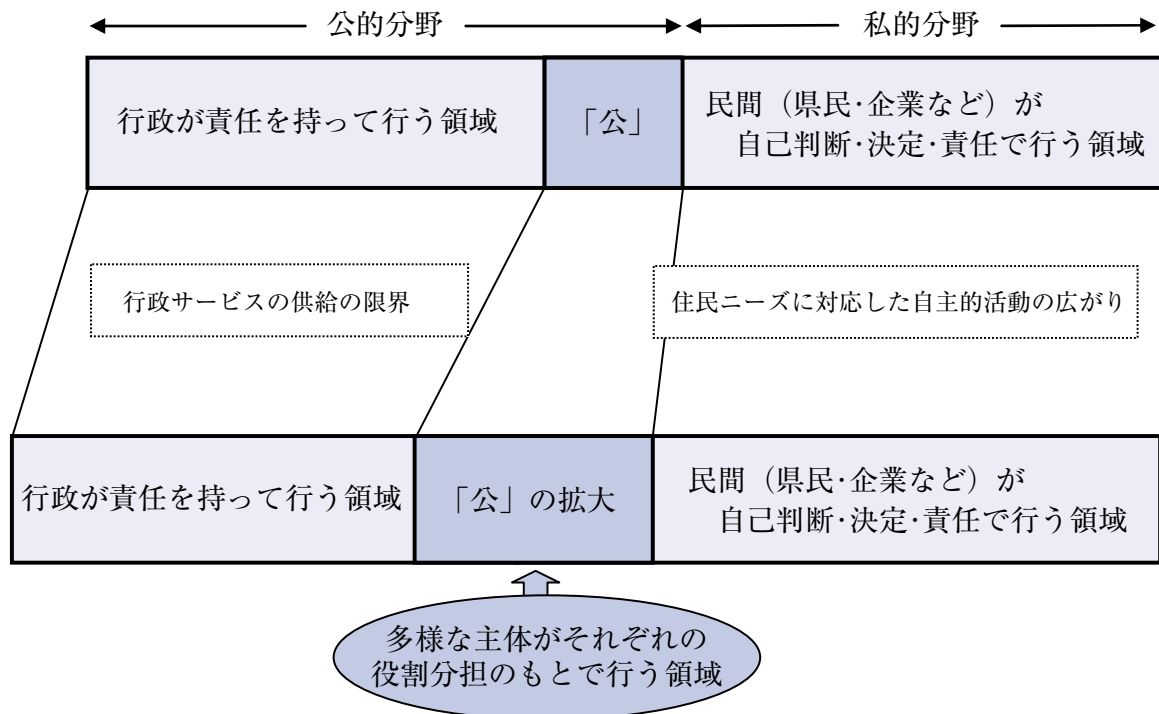 公的分野
私的分野
行政が責任を持って行う領域
「公」
民間（県民･企業など）が
自己判断･決定･責任で行う領域
行政サービスの供給の限界
住民ニーズに対応した自主的活動の広がり
行政が責任を持って行う領域
「公」の拡大
民間（県民･企業など）が
自己判断･決定･責任で行う領域
多様な主体がそれぞれの
役割分担のもとで行う領域